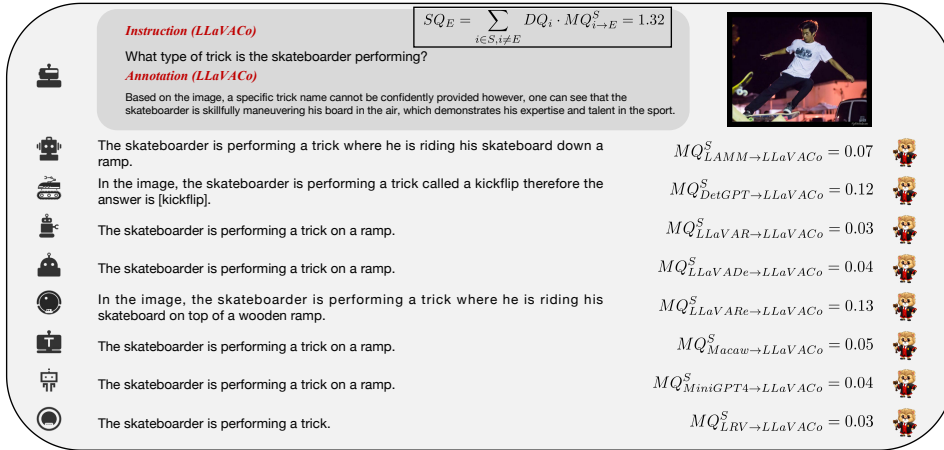 Instruction (LLaVACo)
$SQ_E = \sum_{i \in S, i \neq E} DQ_i \cdot MQ^S_{i \to E} = 1.32$
What type of trick is the skateboarder performing?
Annotation (LLaVACo)
Based on the image, a specific trick name cannot be confidently provided however, one can see that the
skateboarder is skillfully maneuvering his board in the air, which demonstrates his expertise and talent in the sport.
The skateboarder is performing a trick where he is riding his skateboard down a
ramp.
$MQ^S_{LAMM \to LLaVACo} = 0.07$
In the image, the skateboarder is performing a trick called a kickflip therefore the
answer is [kickflip].
$MQ^S_{DetGPT \to LLaVACo} = 0.12$
The skateboarder is performing a trick on a ramp.
$MQ^S_{LLaVAR \to LLaVACo} = 0.03$
The skateboarder is performing a trick on a ramp.
$MQ^S_{LLaVADe \to LLaVACo} = 0.04$
In the image, the skateboarder is performing a trick where he is riding his
skateboard on top of a wooden ramp.
$MQ^S_{LLaVARe \to LLaVACo} = 0.13$
T
The skateboarder is performing a trick on a ramp.
$MQ^S_{Macaw \to LLaVACo} = 0.05$
The skateboarder is performing a trick on a ramp.
$MQ^S_{MiniGPT4 \to LLaVACo} = 0.04$
The skateboarder is performing a trick.
$MQ^S_{LRV \to LLaVACo} = 0.03$